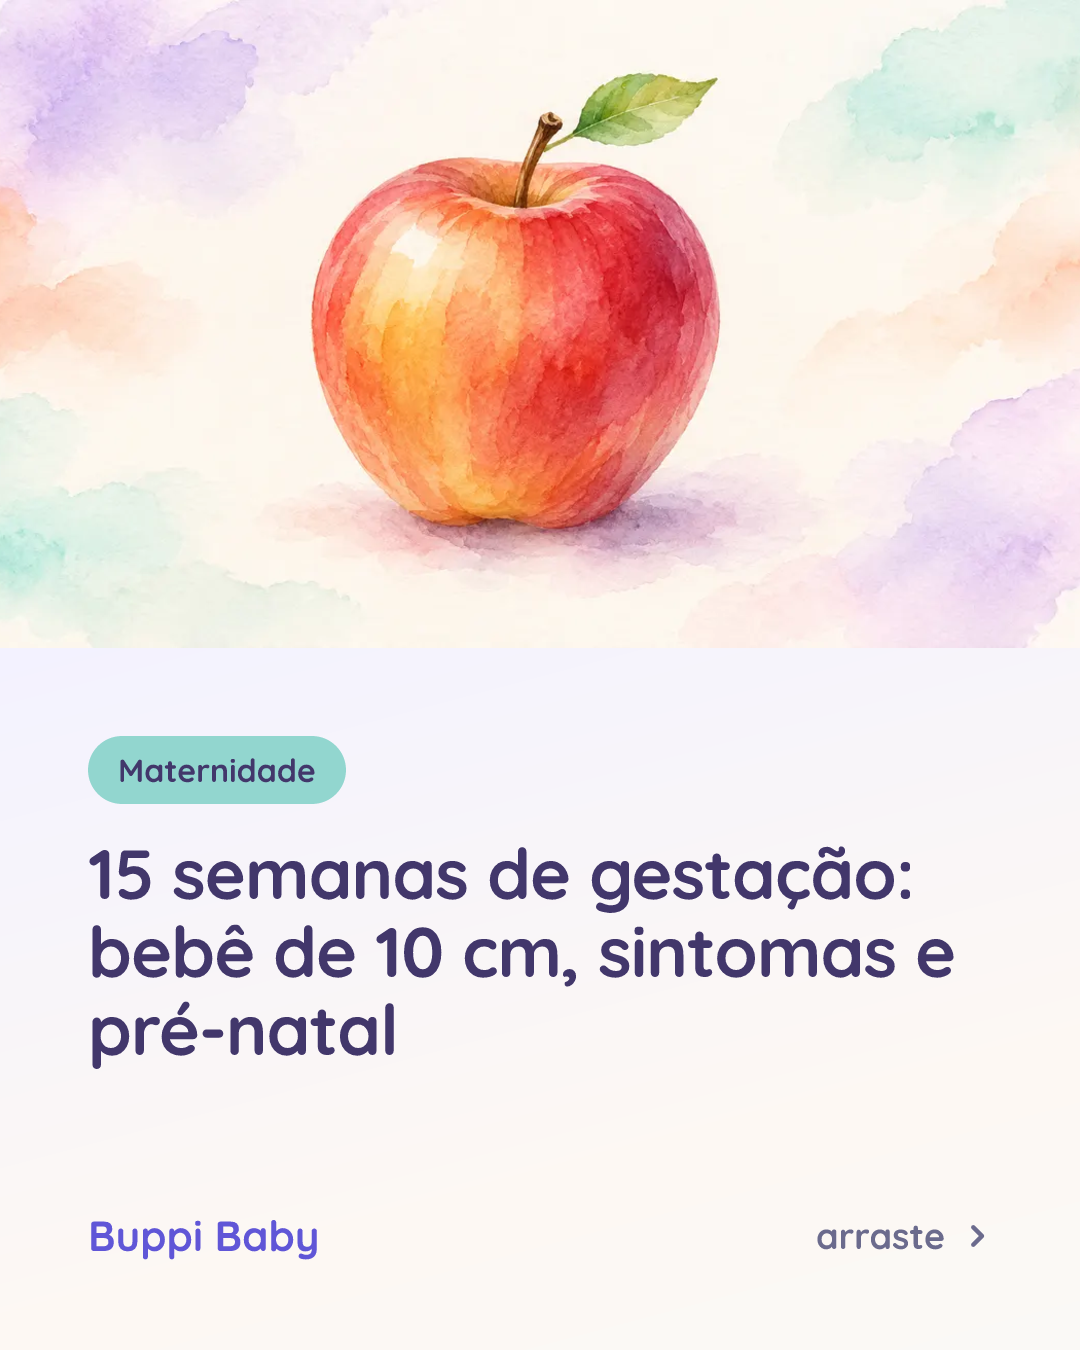 Maternidade
15 semanas de gestação:
bebê de 10 cm, sintomas e
pré-natal
Buppi Baby
arraste >